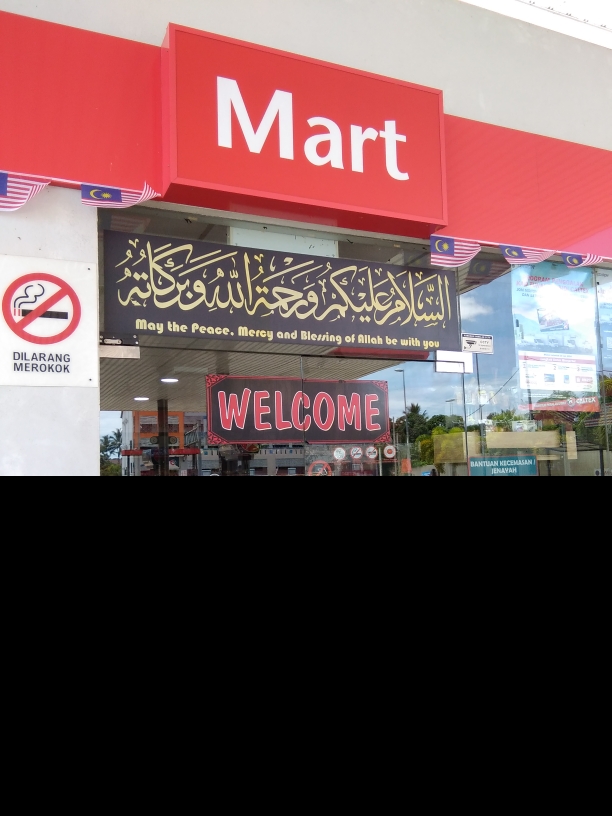 Mart
السَّلَامُ عَلَيْكُمْ وَرَحْمَةُ اللهِ وَبَرَكَاتُهُ
May the Peace, Mercy and Blessing of Allah be with you
DILARANG
MEROKOK
WELCOME
CALTEX
BANTUAN KECEMASAN /
JENAYAH